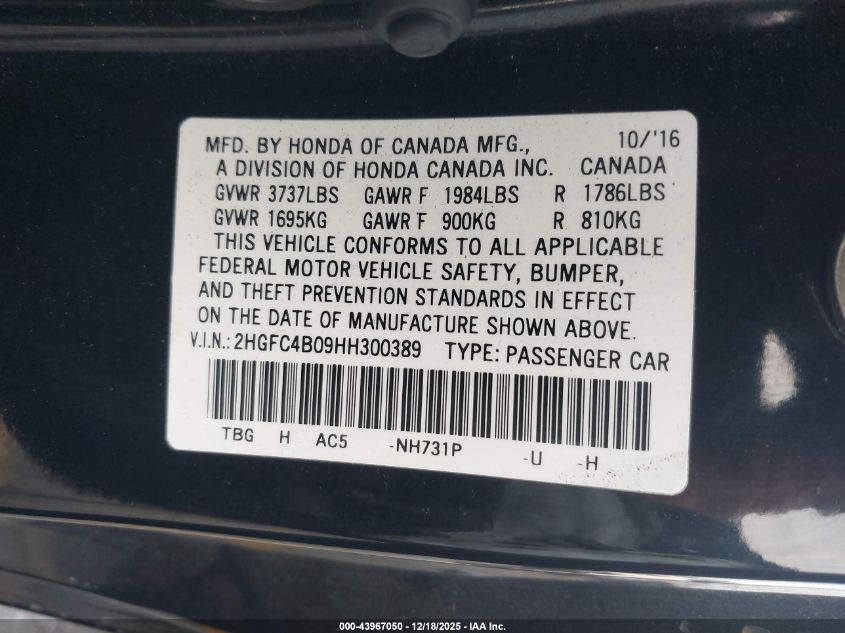 MFD. BY HONDA OF CANADA MFG., 10/'16
A DIVISION OF HONDA CANADA INC. CANADA
GVWR 3737LBS GAWR F 1984LBS R 1786LBS
GVWR 1695KG GAWR F 900KG R 810KG
THIS VEHICLE CONFORMS TO ALL APPLICABLE
FEDERAL MOTOR VEHICLE SAFETY, BUMPER,
AND THEFT PREVENTION STANDARDS IN EFFECT
ON THE DATE OF MANUFACTURE SHOWN ABOVE.
V.I.N.: 2HGFC4B09HH300389 TYPE: PASSENGER CAR
TBG H AC5 -NH731P -U -H
000-43967050 - 12/18/2025 - IAA Inc.